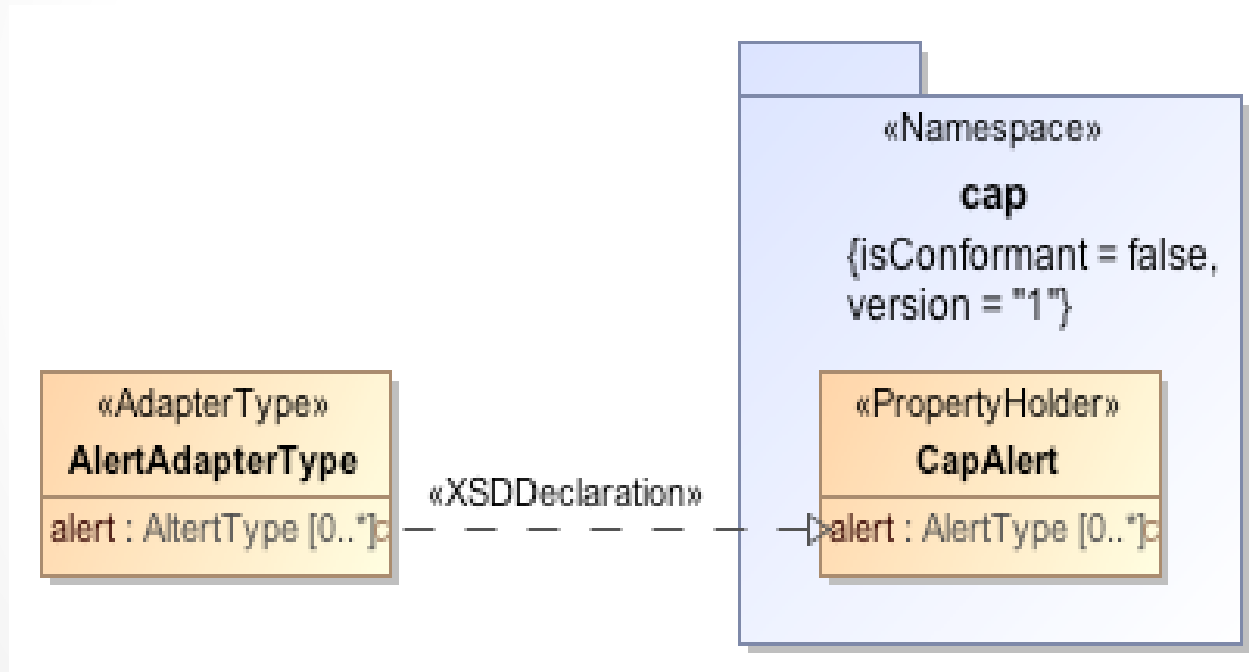 «Namespace»
cap
{isConformant = false,
version = "1"}
«AdapterType»
AlertAdapterType
alert : AltertType [0..*]
«XSDDeclaration»
«PropertyHolder»
CapAlert
alert : AlertType [0..*]